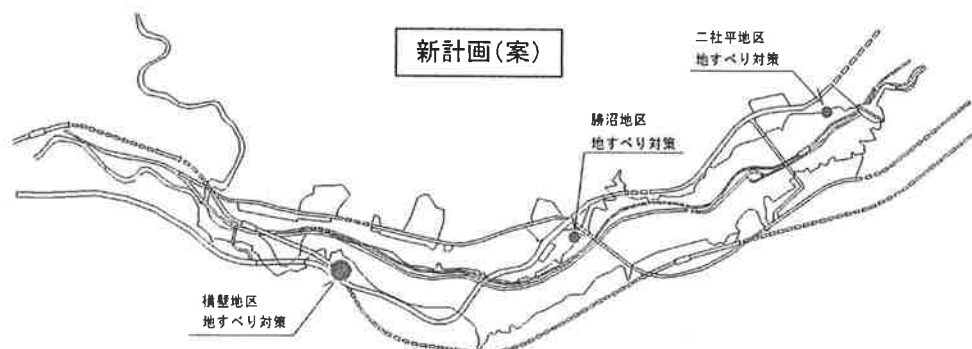 新計画(案)
二社平地区
地すべり対策
勝沼地区
地すべり対策
横壁地区
地すべり対策